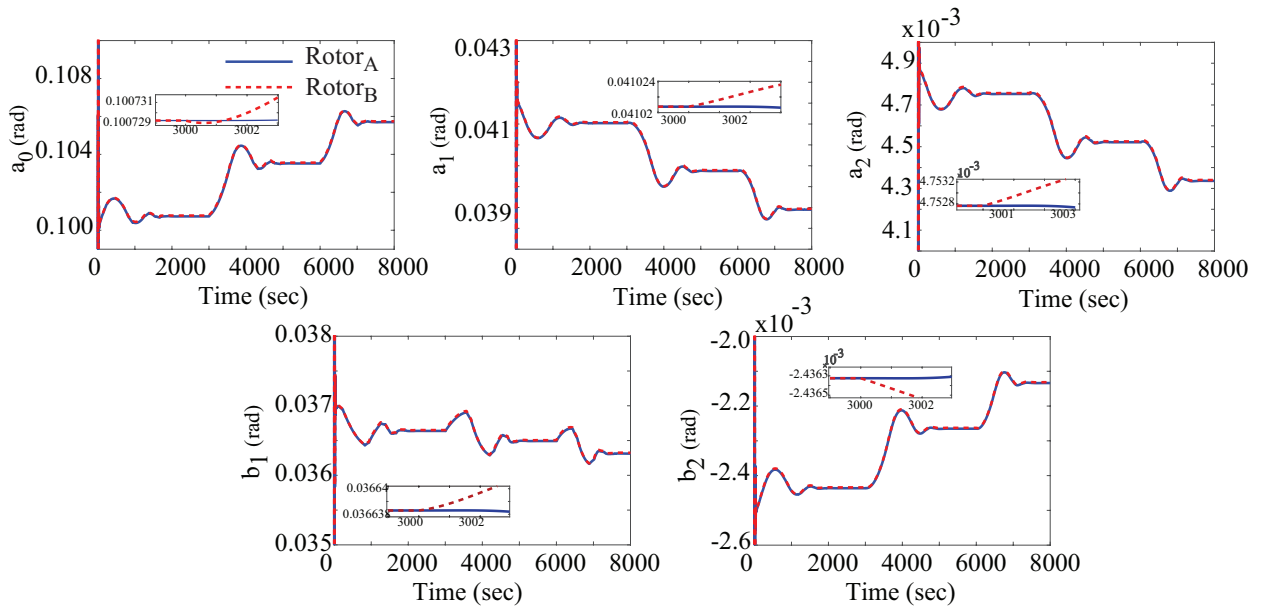 0.108
0.104
0.100
a0 (rad)
Rotor_A
Rotor_B
0.100731
0.100729
3000 3002
0 2000 4000 6000 8000
Time (sec)
0.043
0.041
0.039
a1 (rad)
0.041024
0.04102
3000 3002
0 2000 4000 6000 8000
Time (sec)
x10^-3
4.9
4.7
4.5
4.3
4.1
a2 (rad)
x10^-3
4.7532
4.7528
3001 3003
0 2000 4000 6000 8000
Time (sec)
0.038
0.037
0.036
0.035
b1 (rad)
0.03664
0.036638
3000 3002
0 2000 4000 6000 8000
Time (sec)
x10^-3
-2.0
-2.2
-2.4
-2.6
b2 (rad)
x10^-3
-2.4363
-2.4365
3000 3002
0 2000 4000 6000 8000
Time (sec)